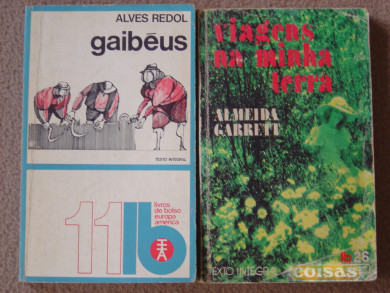 ALVES REDOL
gaibéus
TEXTO INTEGRAL
11
livros
de bolso
europa
américa
viagens
na minha
terra
ALMEIDA
GARRETT
26
TEXTO INTEGRAL
coisas